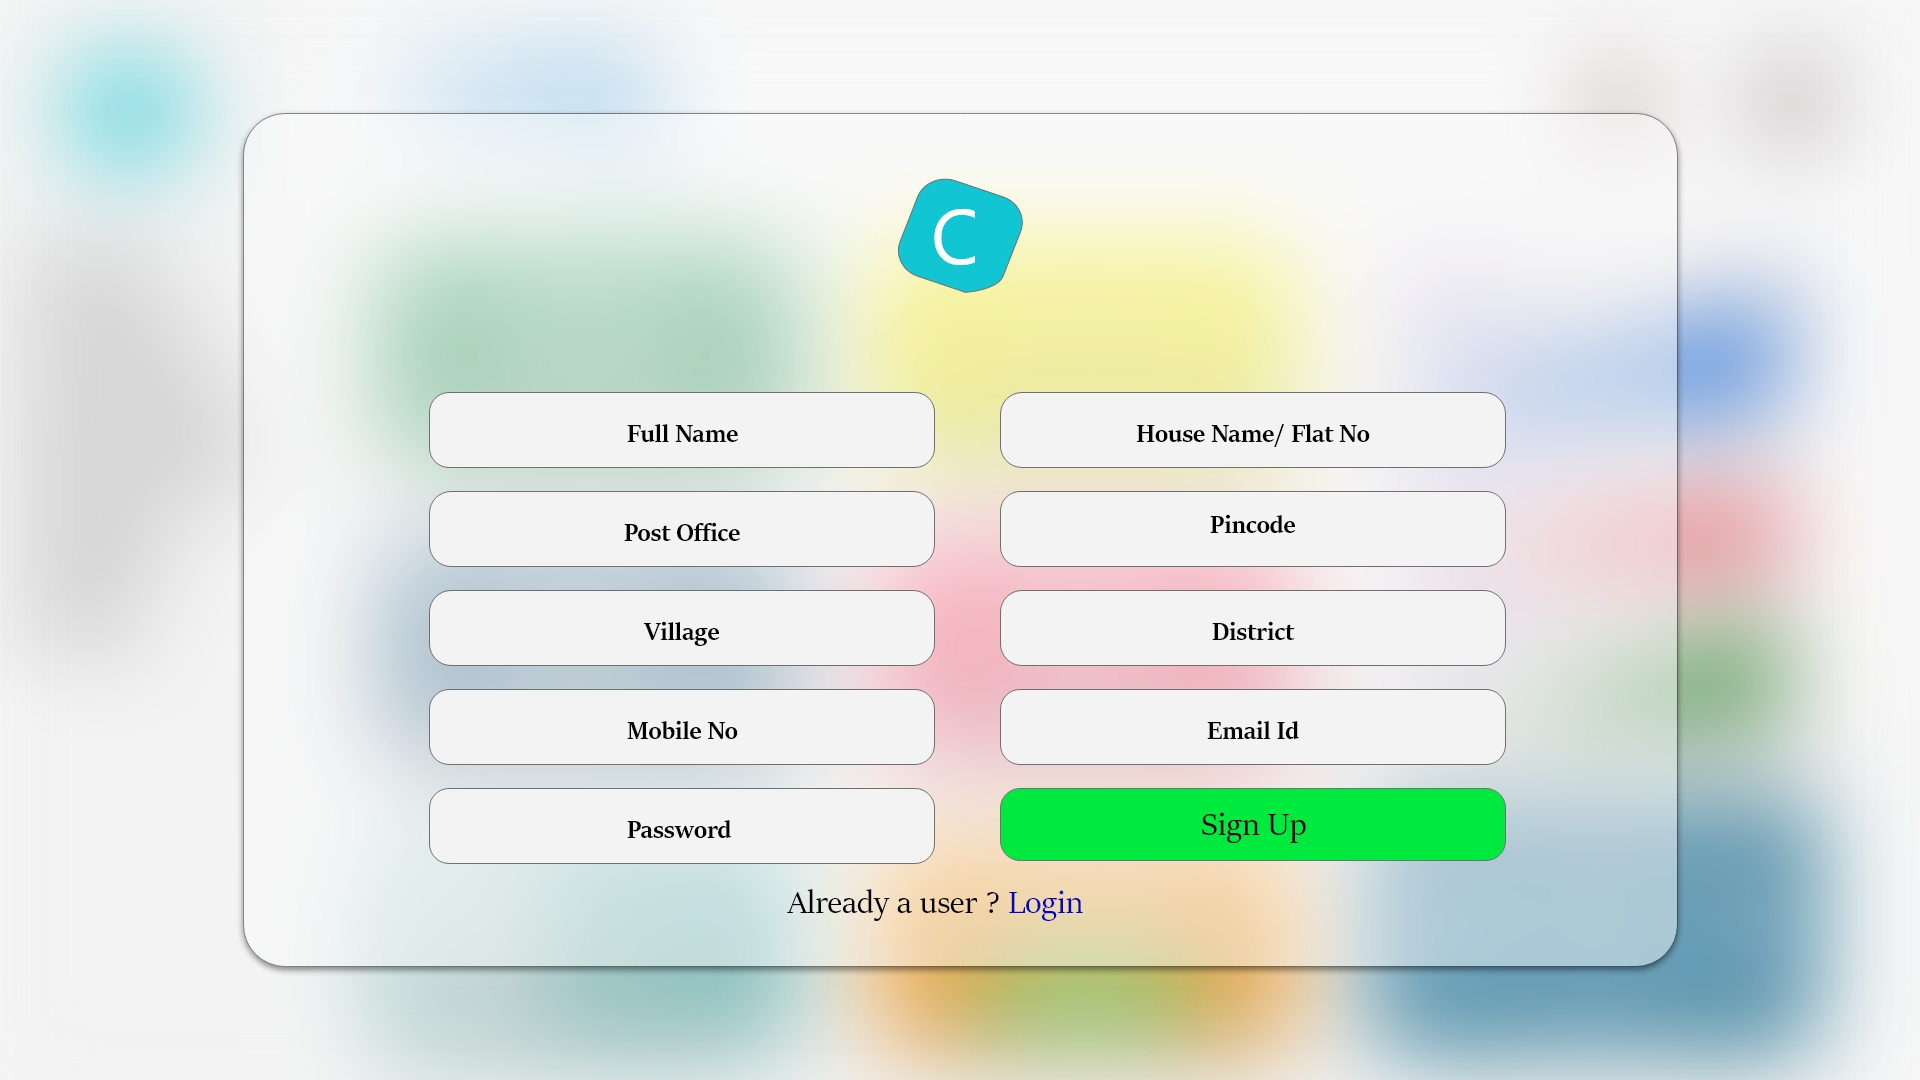 C
Full Name
House Name/ Flat No
Post Office
Pincode
Village
District
Mobile No
Email Id
Password
Sign Up
Already a user ? Login